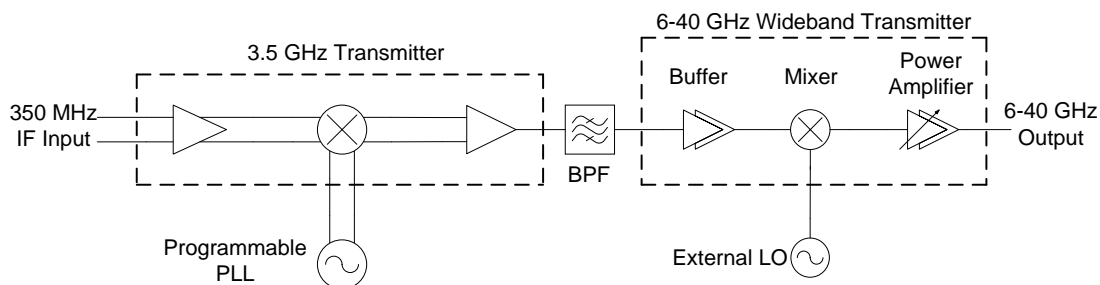 6-40 GHz Wideband Transmitter
3.5 GHz Transmitter
Buffer
Mixer
Power
Amplifier
350 MHz
IF Input
6-40 GHz
Output
BPF
Programmable
PLL
External LO